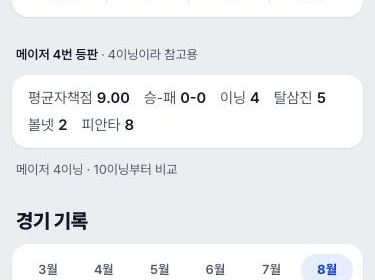 메이저 4번 등판 · 4이닝이라 참고용
평균자책점 9.00 승-패 0-0 이닝 4 탈삼진 5
볼넷 2 피안타 8
메이저 4이닝 · 10이닝부터 비교
경기 기록
3월 4월 5월 6월 7월 8월